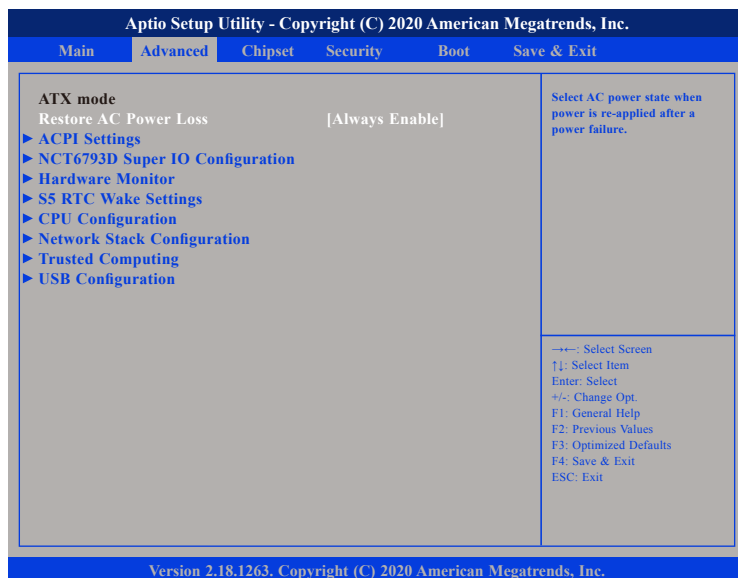 Aptio Setup Utility - Copyright (C) 2020 American Megatrends, Inc.
Main Advanced Chipset Security Boot Save & Exit
ATX mode
Restore AC Power Loss [Always Enable]
► ACPI Settings
► NCT6793D Super IO Configuration
► Hardware Monitor
► S5 RTC Wake Settings
► CPU Configuration
► Network Stack Configuration
► Trusted Computing
► USB Configuration
Select AC power state when
power is re-applied after a
power failure.
→←: Select Screen
↑↓: Select Item
Enter: Select
+/-: Change Opt.
F1: General Help
F2: Previous Values
F3: Optimized Defaults
F4: Save & Exit
ESC: Exit
Version 2.18.1263. Copyright (C) 2020 American Megatrends, Inc.